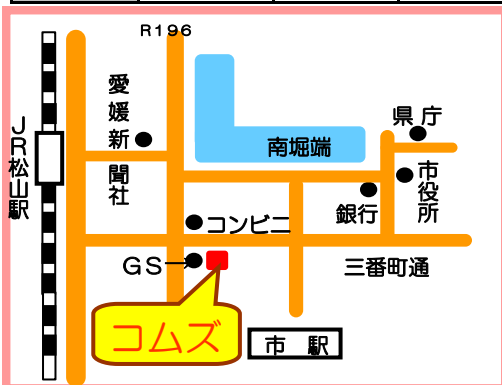 R196
愛媛新聞社
県庁
JR松山駅
南堀端
市役所
銀行
コンビニ
GS
三番町通
コムズ
市 駅